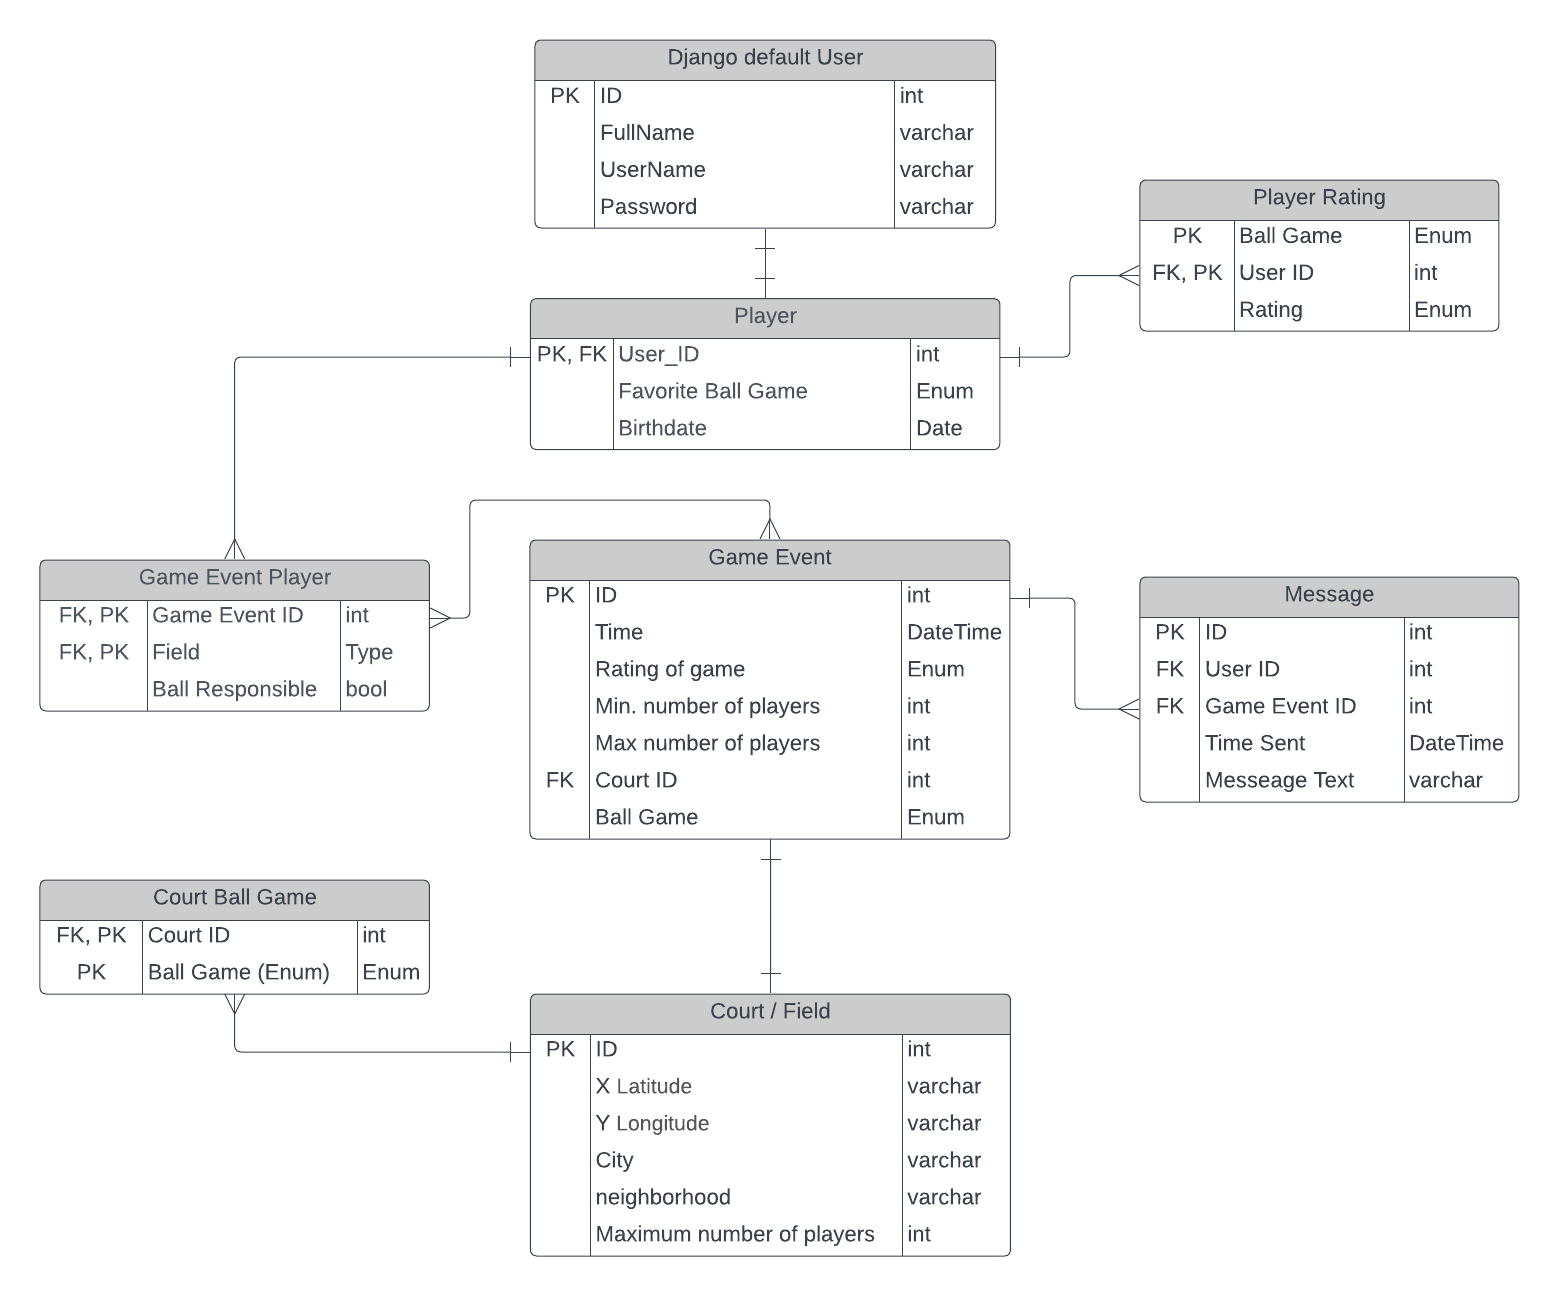 Django default User
PK ID int
FullName varchar
UserName varchar
Password varchar
Player Rating
PK Ball Game Enum
FK, PK User ID int
Rating Enum
Player
PK, FK User_ID int
Favorite Ball Game Enum
Birthdate Date
Game Event Player
FK, PK Game Event ID int
FK, PK Field Type
Ball Responsible bool
Game Event
PK ID int
Time DateTime
Rating of game Enum
Min. number of players int
Max number of players int
FK Court ID int
Ball Game Enum
Message
PK ID int
FK User ID int
FK Game Event ID int
Time Sent DateTime
Messeage Text varchar
Court Ball Game
FK, PK Court ID int
PK Ball Game (Enum) Enum
Court / Field
PK ID int
X Latitude varchar
Y Longitude varchar
City varchar
neighborhood varchar
Maximum number of players int